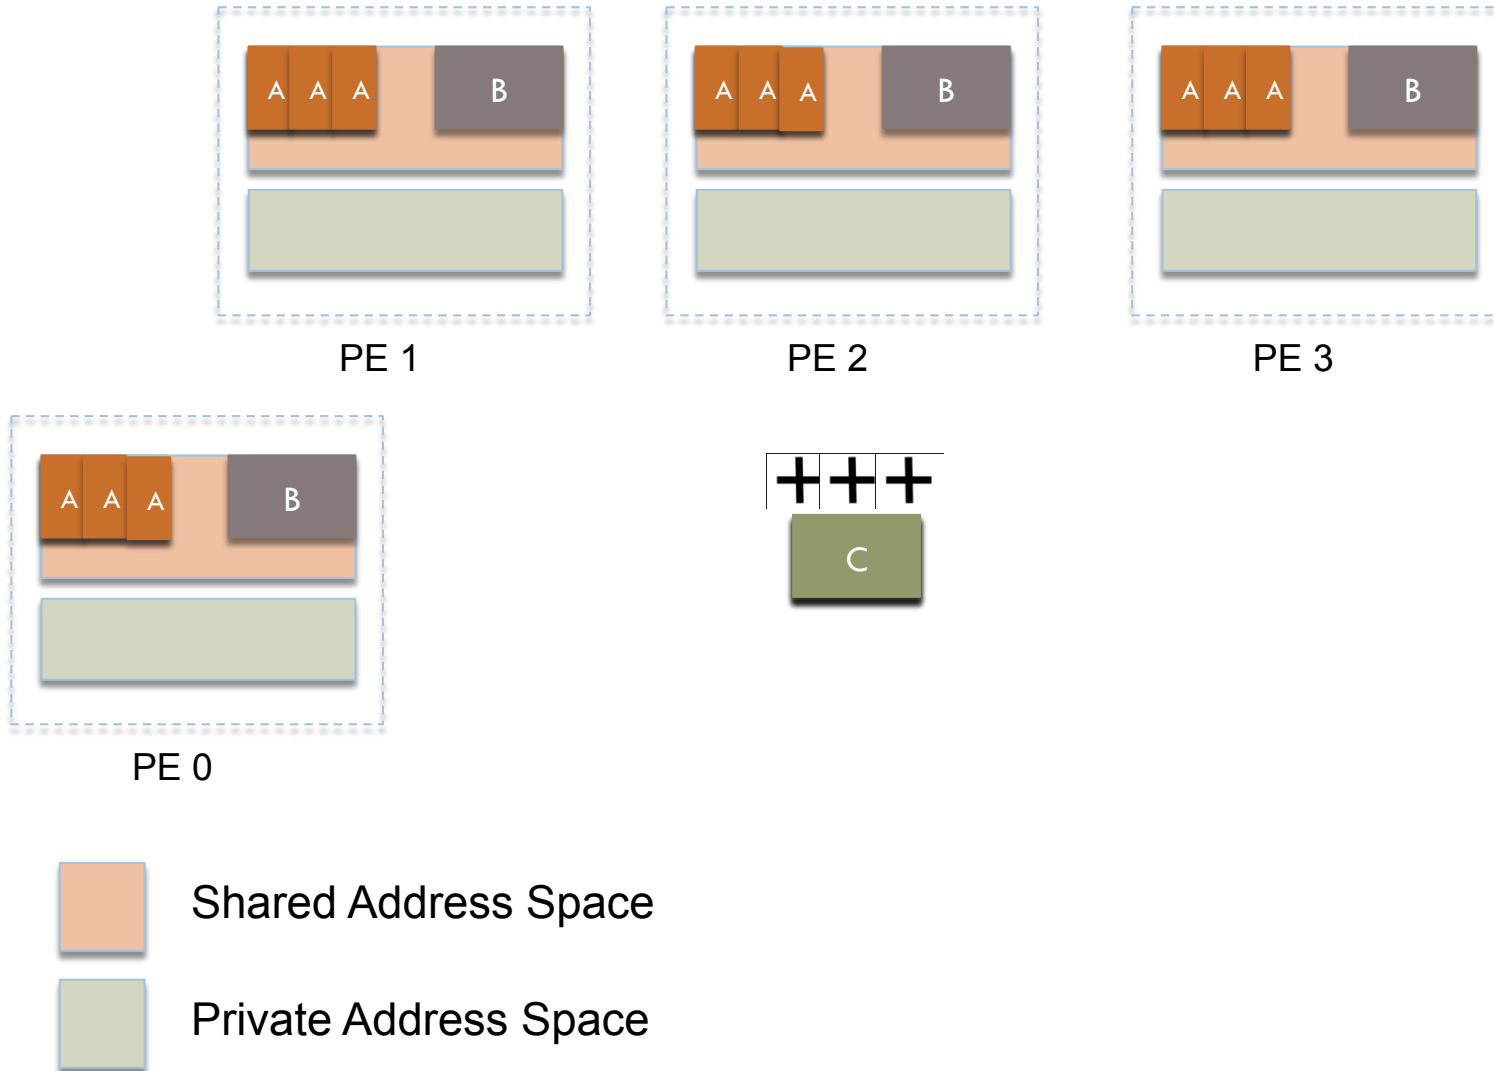 A A A B
A A A B
A A A B
PE 1
PE 2
PE 3
A A A B
+ + +
C
PE 0
Shared Address Space
Private Address Space